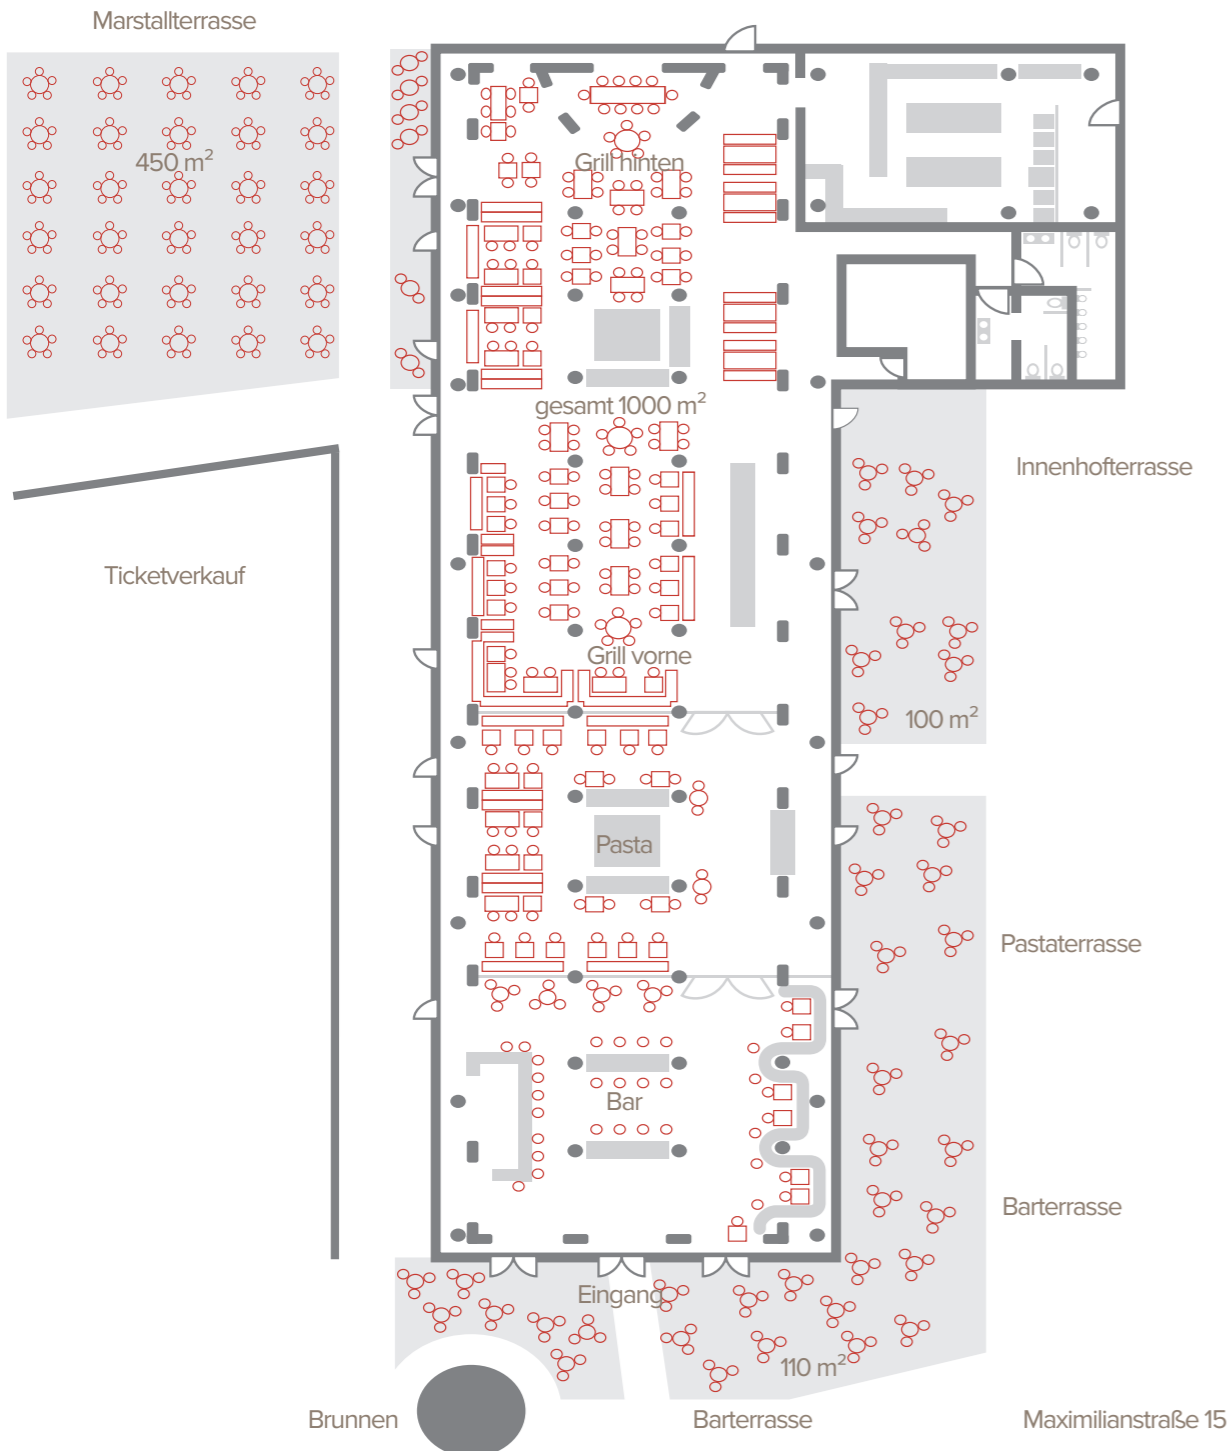 Marstallterrasse
450 m²
Grill hinten
gesamt 1000 m²
Innenhofterrasse
Ticketverkauf
Grill vorne
100 m²
Pasta
Pastaterrasse
Bar
Barterrasse
Eingang
110 m²
Brunnen
Barterrasse
Maximilianstraße 15